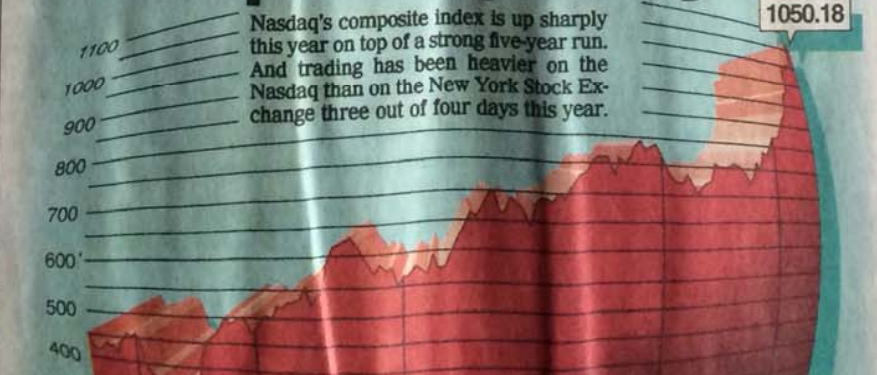 Nasdaq's composite index is up sharply
this year on top of a strong five-year run.
And trading has been heavier on the
Nasdaq than on the New York Stock Ex-
change three out of four days this year.
1050.18
1100
1000
900
800
700
600
500
400